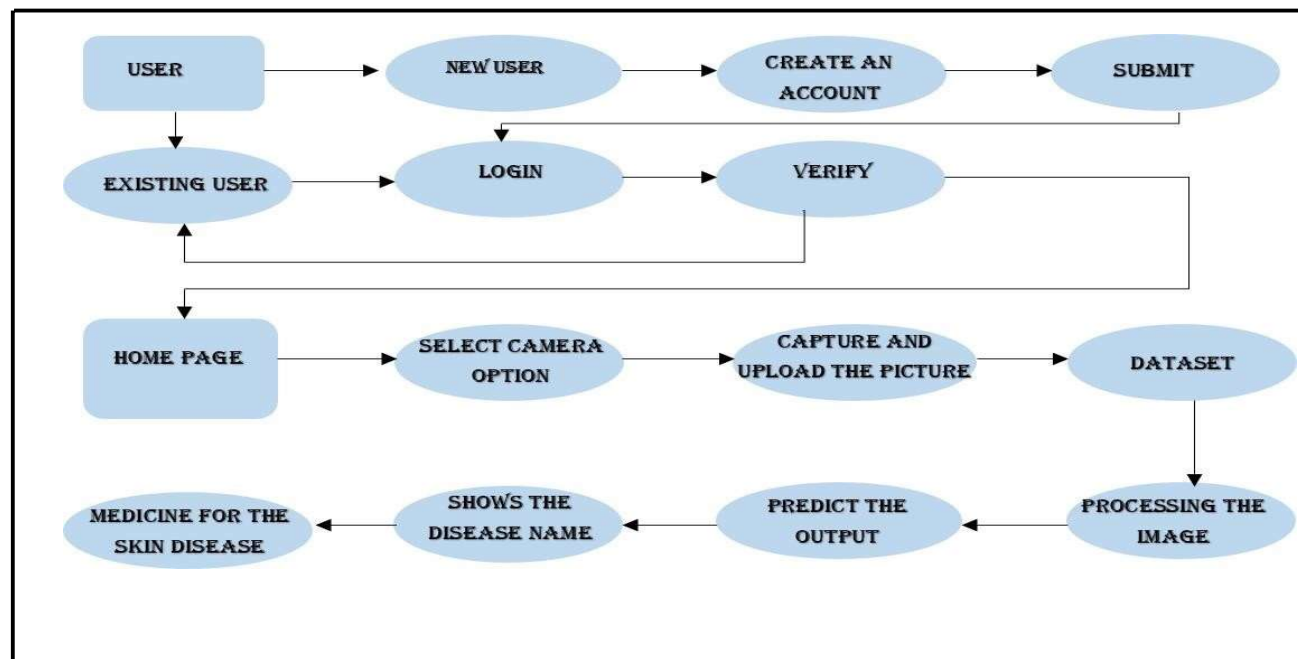 USER
NEW USER
CREATE AN
ACCOUNT
SUBMIT
EXISTING USER
LOGIN
VERIFY
HOME PAGE
SELECT CAMERA
OPTION
CAPTURE AND
UPLOAD THE PICTURE
DATASET
MEDICINE FOR THE
SKIN DISEASE
SHOWS THE
DISEASE NAME
PREDICT THE
OUTPUT
PROCESSING THE
IMAGE